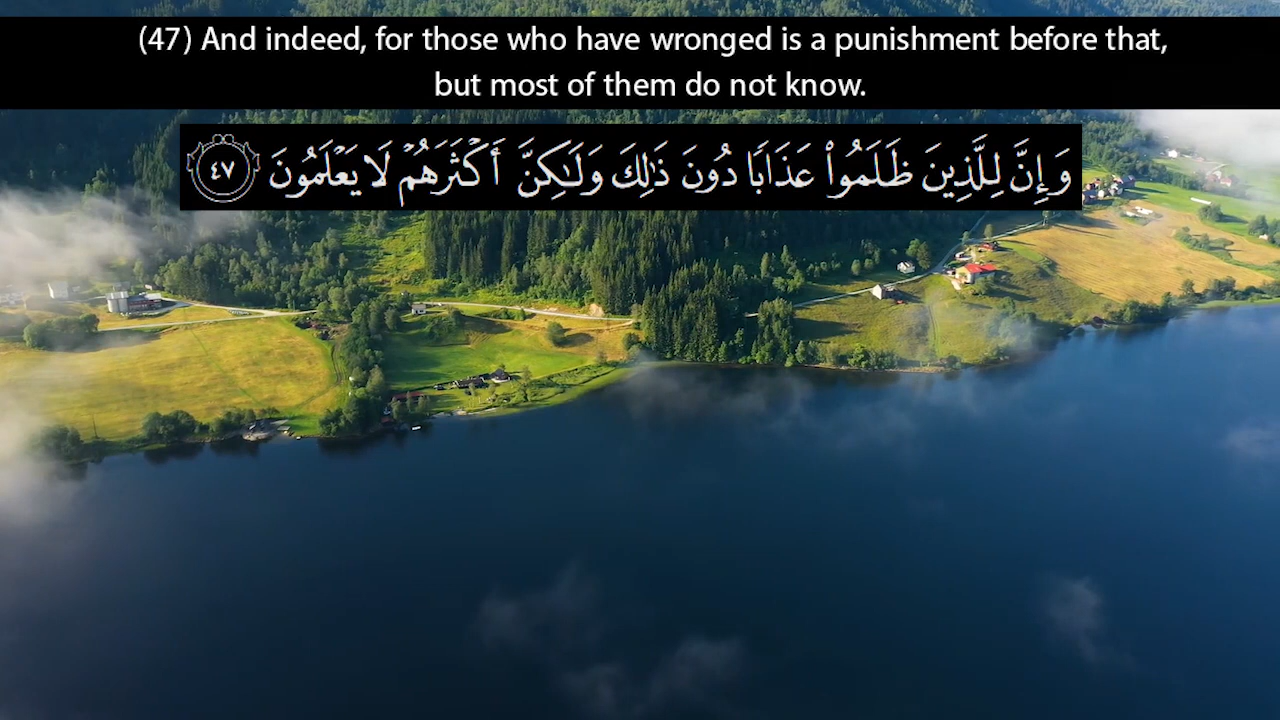 (47) And indeed, for those who have wronged is a punishment before that,
but most of them do not know.
وَإِنَّ لِلَّذِينَ ظَلَمُوا۟ عَذَابًا دُونَ ذَٰلِكَ وَلَٰكِنَّ أَكْثَرَهُمْ لَا يَعْلَمُونَ ٤٧